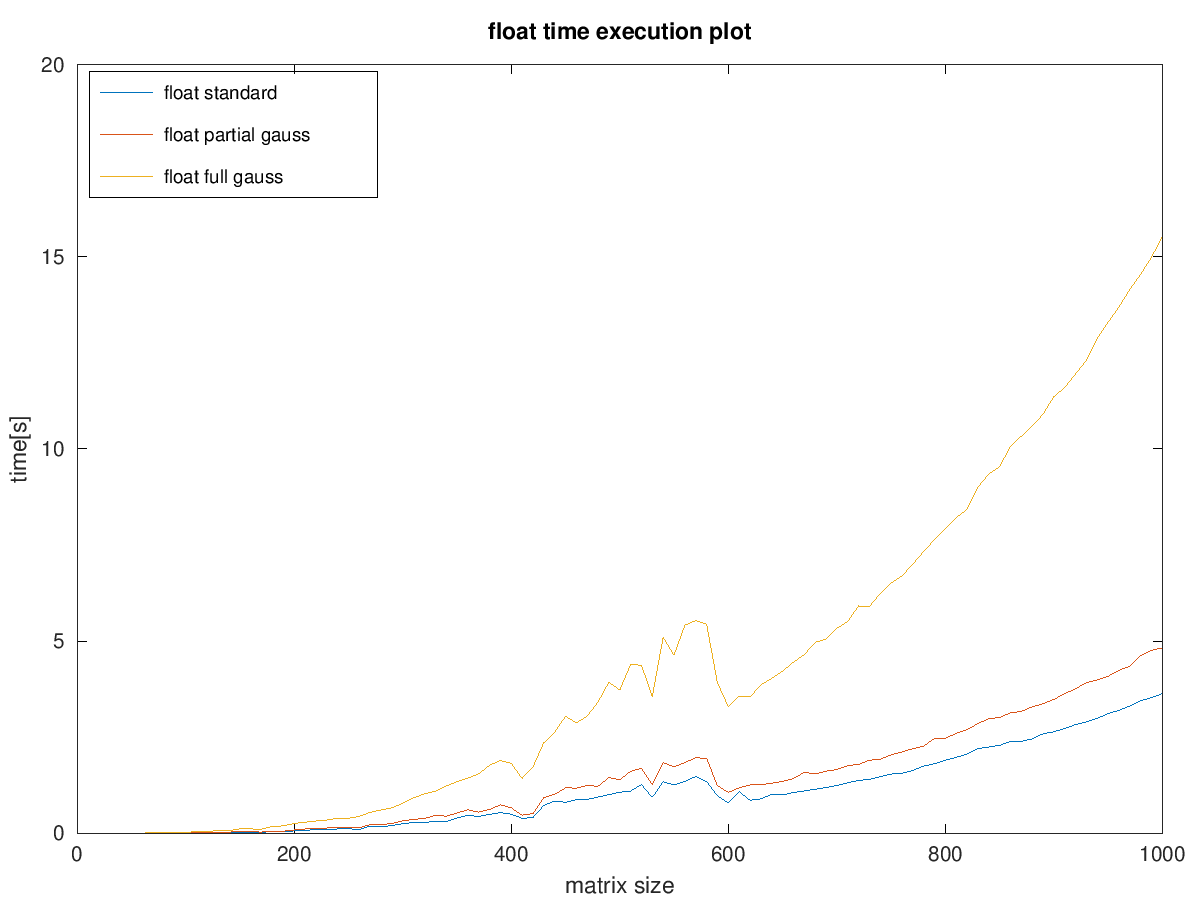 float time execution plot
20
float standard
float partial gauss
float full gauss
15
10
5
0
time[s]
0 200 400 600 800 1000
matrix size